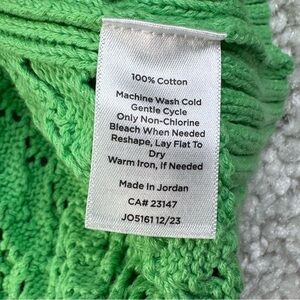 100% Cotton
Machine Wash Cold
Gentle Cycle
Only Non-Chlorine
Bleach When Needed
Reshape, Lay Flat To
Dry
Warm Iron, If Needed
Made In Jordan
CA# 23147
JO5161 12/23